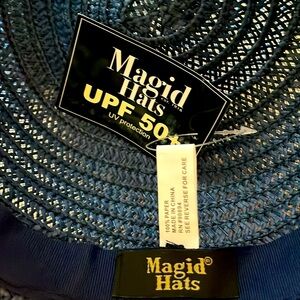 Magid
Hats
UPF 50+
UV protection
100% PAPER
MADE IN CHINA
SEE REVERSE FOR CARE
Magid®
Hats